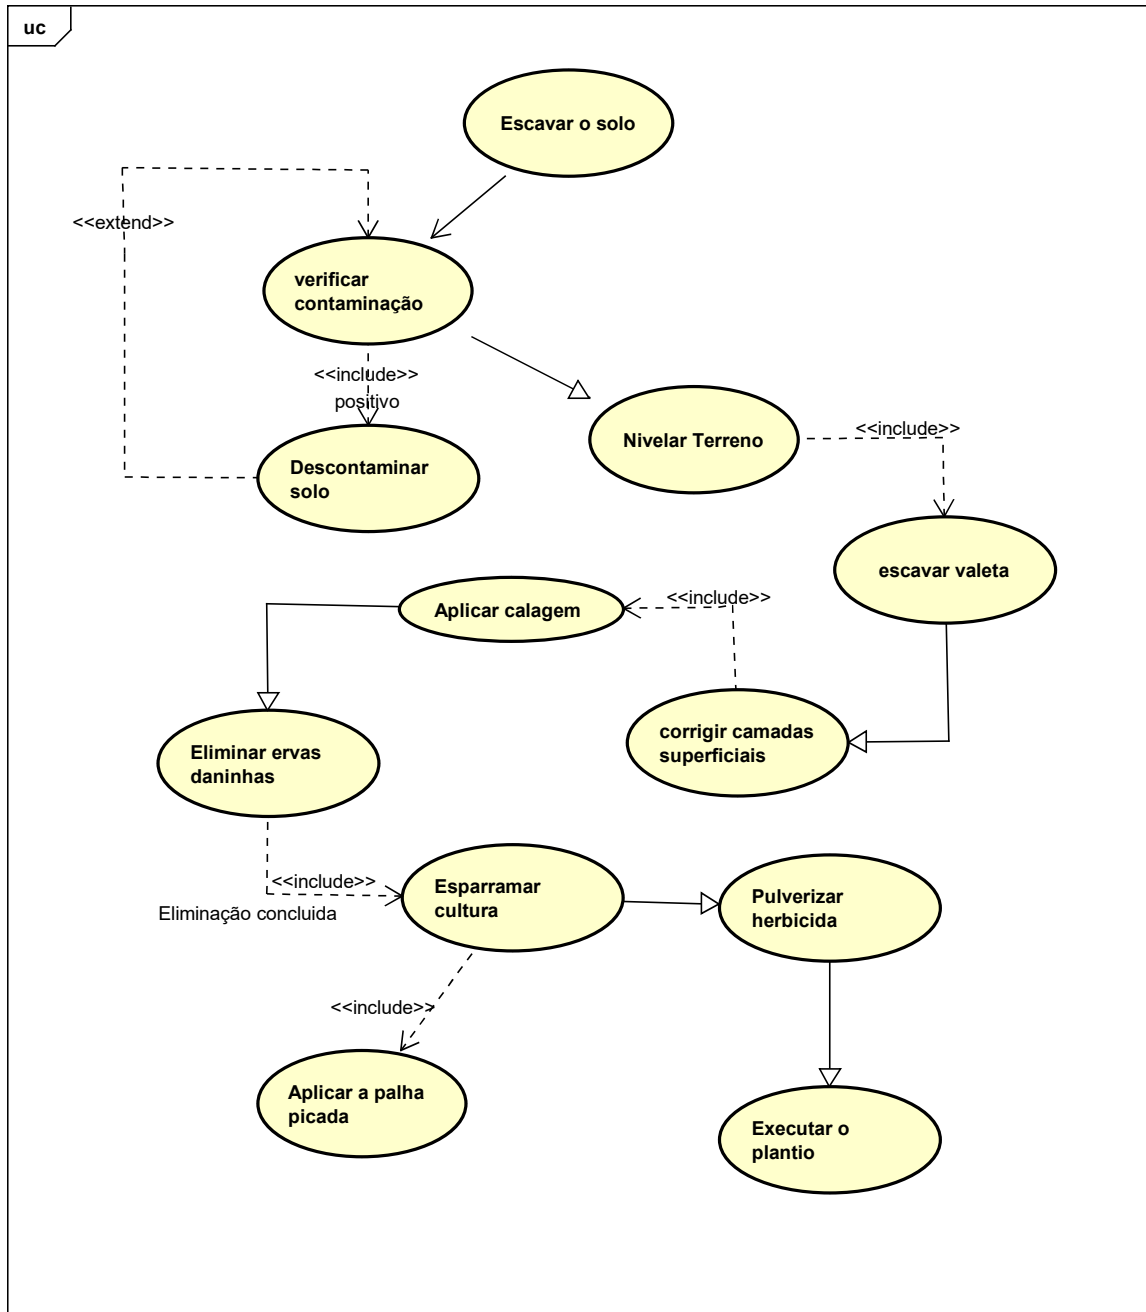 uc
Escavar o solo
<<extend>>
verificar
contaminação
<<include>>
positivo
Nivelar Terreno
<<include>>
Descontaminar
solo
escavar valeta
<<include>>
Aplicar calagem
Eliminar ervas
daninhas
corrigir camadas
superficiais
<<include>>
Eliminação concluida
Esparramar
cultura
Pulverizar
herbicida
<<include>>
Aplicar a palha
picada
Executar o
plantio